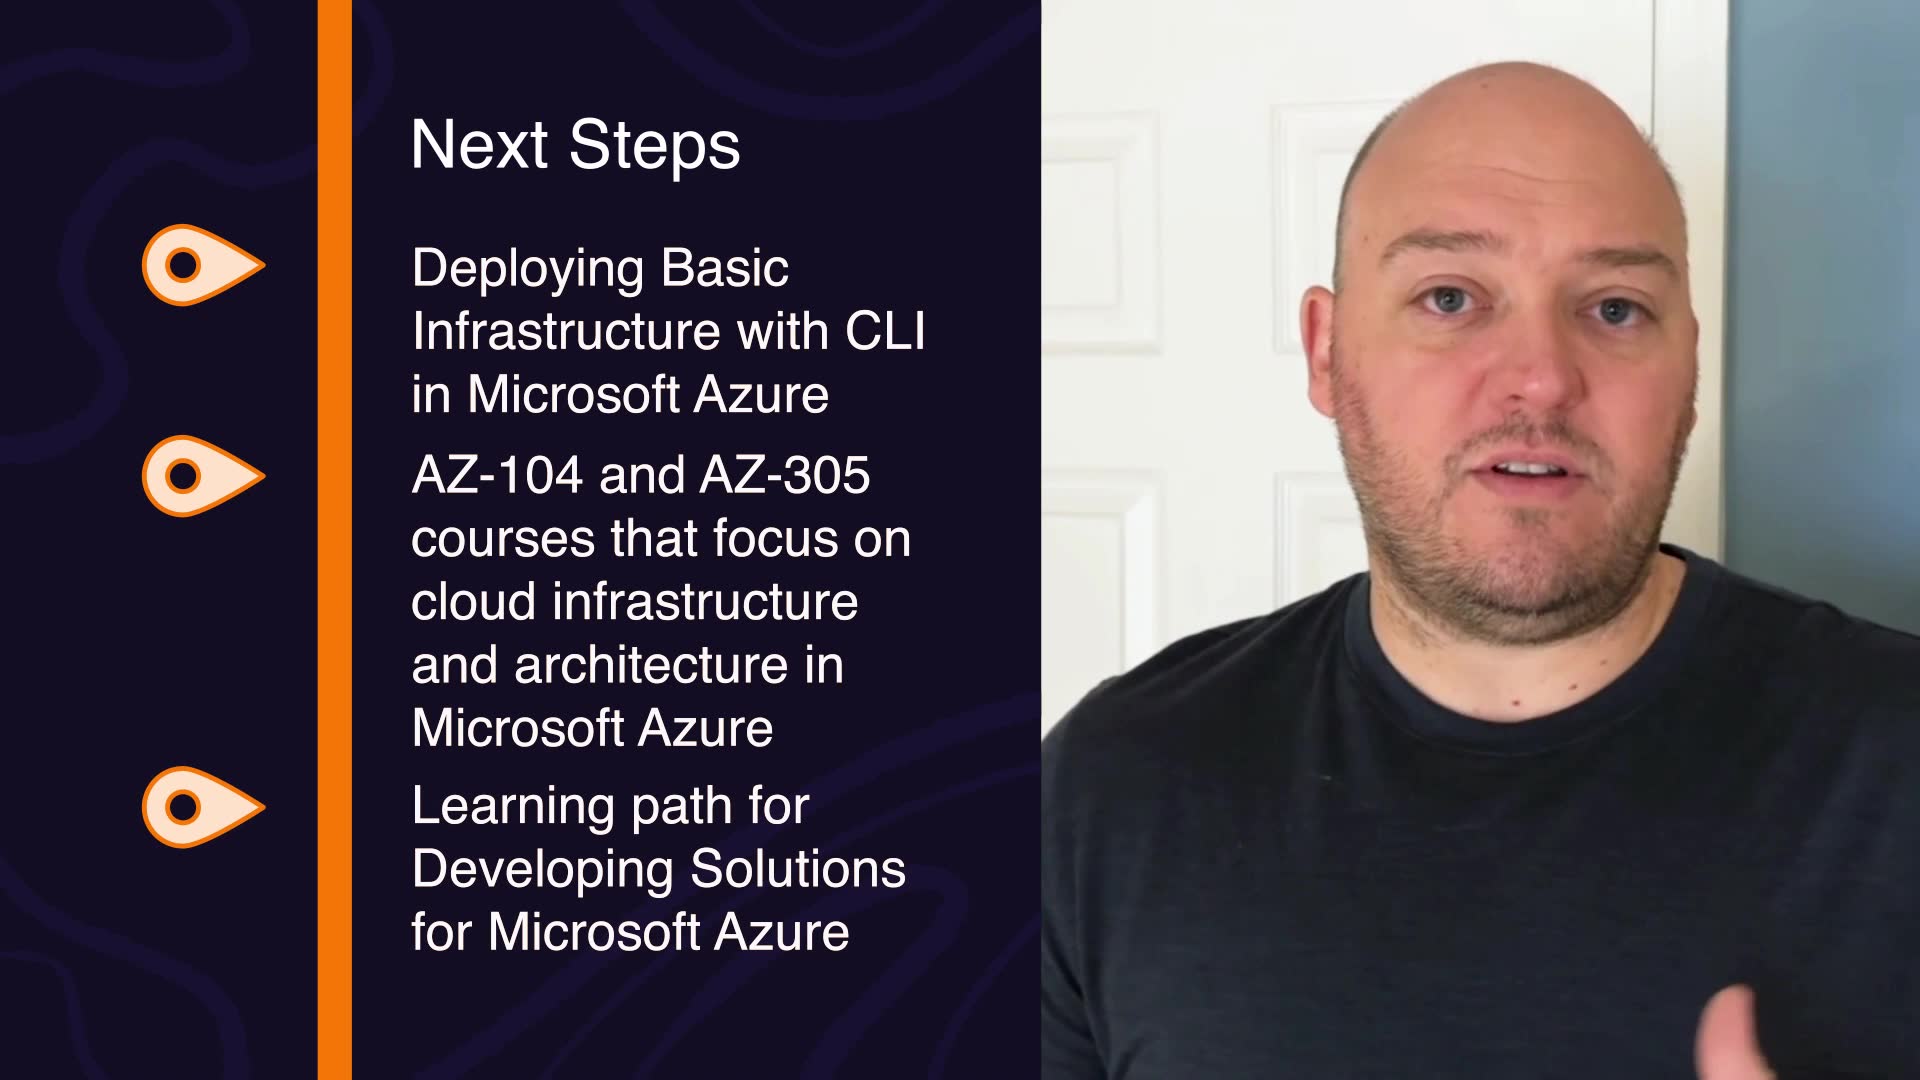 Next Steps
Deploying Basic
Infrastructure with CLI
in Microsoft Azure
AZ-104 and AZ-305
courses that focus on
cloud infrastructure
and architecture in
Microsoft Azure
Learning path for
Developing Solutions
for Microsoft Azure